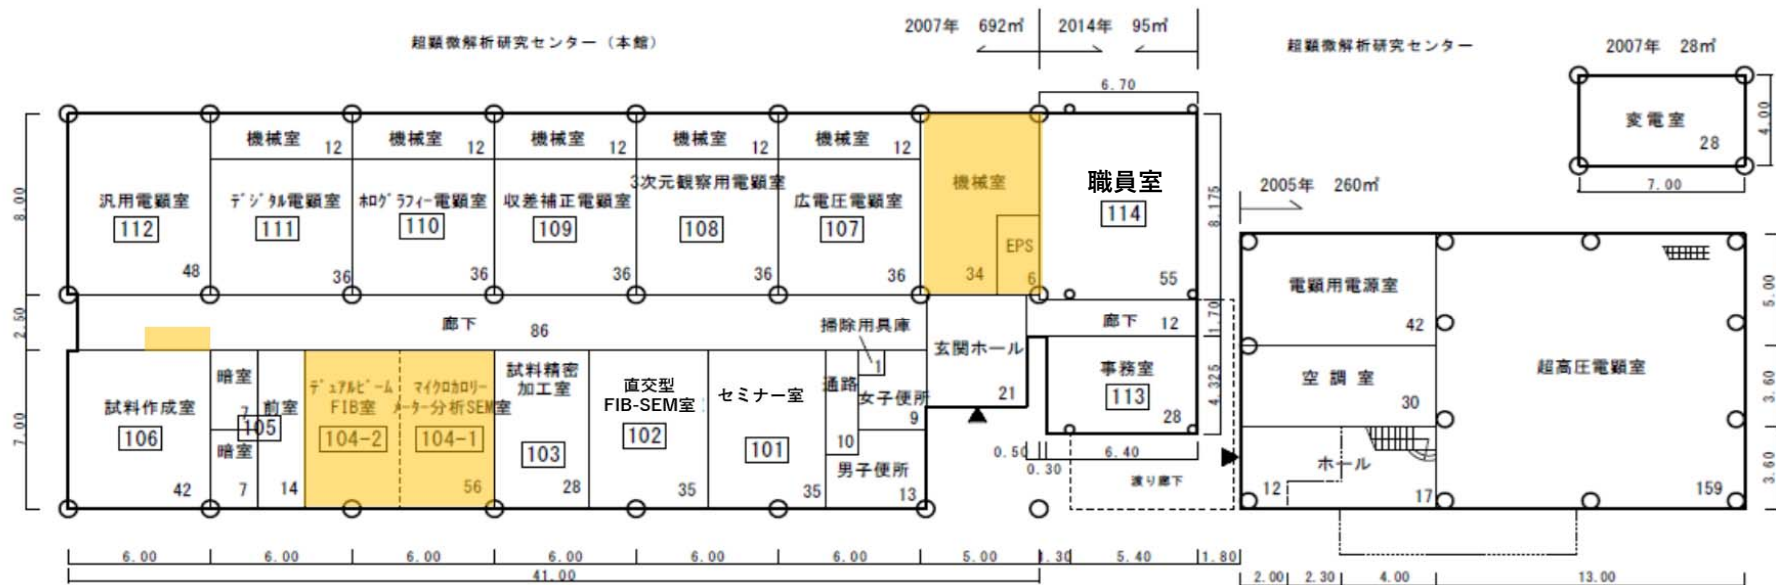 2007年 692㎡
2014年 95㎡
超顕微解析研究センター（本館）
超顕微解析研究センター
2007年 28㎡
6.70
変電室
28
4.00
7.00
機械室 12
機械室 12
機械室 12
機械室 12
機械室 12
8.00
汎用電顕室
112
48
デジタル電顕室
111
36
ホログラフィー電顕室
110
36
収差補正電顕室
109
36
3次元観察用電顕室
108
36
広電圧電顕室
107
36
機械室
34
EPS
6
職員室
114
55
8.175
2005年 260㎡
2.50
廊下 86
掃除用具庫
1
玄関ホール
21
廊下 12
1.70
7.00
試料作成室
106
42
暗室
7
105
暗室
7
前室
14
デュアルビーム
FIB室
104-2
マイクロカロリー
メーター分析SEM室
104-1
56
試料精密
加工室
103
28
直交型
FIB-SEM室
102
35
セミナー室
101
35
通路
10
女子便所
9
男子便所
13
事務室
113
28
4.325
0.50
0.30
6.40
渡り廊下
電顕用電源室
42
空調室
30
ホール
12
17
超高圧電顕室
159
5.00
3.60
3.60
6.00
6.00
6.00
6.00
6.00
6.00
5.00
1.30
5.40
1.80
41.00
2.00
2.30
4.00
13.00